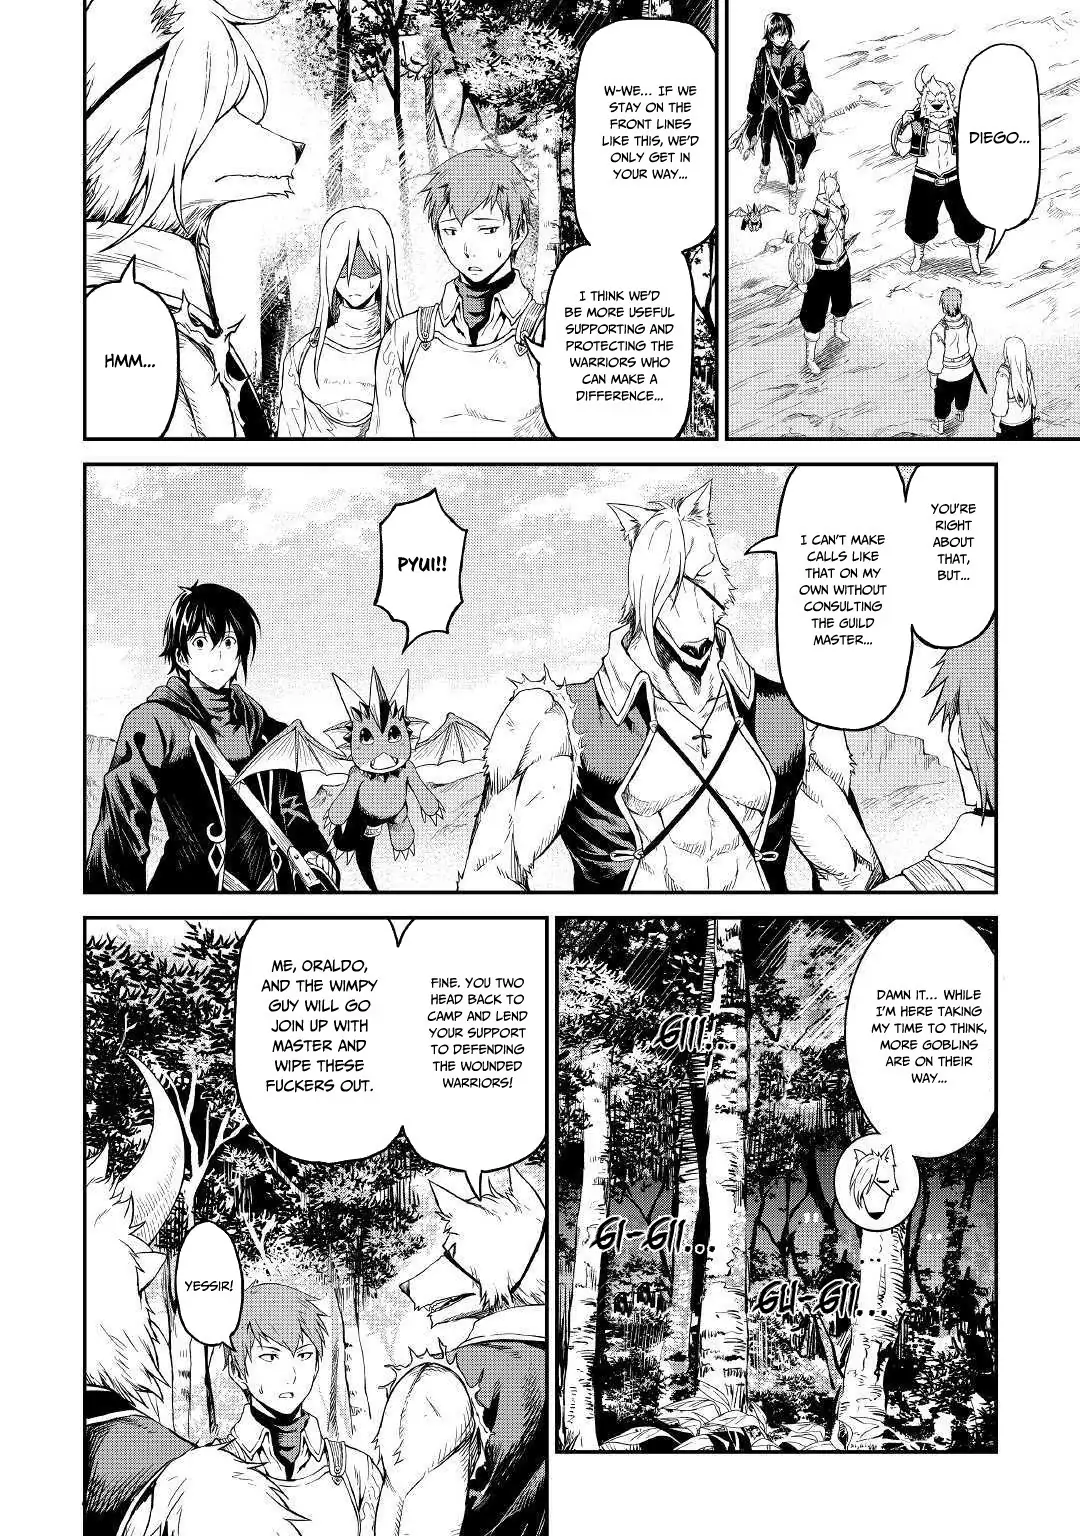 DIEGO...
W-WE... IF WE
STAY ON THE
FRONT LINES
LIKE THIS, WE'D
ONLY GET IN
YOUR WAY...
I THINK WE'D
BE MORE USEFUL
SUPPORTING AND
PROTECTING THE
WARRIORS WHO
CAN MAKE A
DIFFERENCE...
HMM...
YOU'RE
RIGHT
ABOUT
THAT,
BUT...
I CAN'T MAKE
CALLS LIKE
THAT ON MY
OWN WITHOUT
CONSULTING
THE GUILD
MASTER...
PYUI!!
DAMN IT... WHILE
I'M HERE TAKING
MY TIME TO THINK,
MORE GOBLINS
ARE ON THEIR
WAY...
GIII!...
GI-GII...
GU-GII...
FINE. YOU TWO
HEAD BACK TO
CAMP AND LEND
YOUR SUPPORT
TO DEFENDING
THE WOUNDED
WARRIORS!
ME, ORALDO,
AND THE WIMPY
GUY WILL GO
JOIN UP WITH
MASTER AND
WIPE THESE
FUCKERS OUT.
YESSIR!